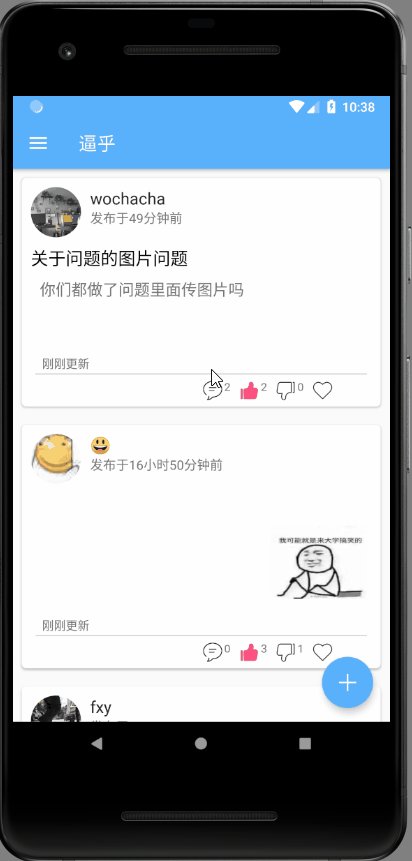 10:38
逼乎
wochacha
发布于49分钟前
关于问题的图片问题
你们都做了问题里面传图片吗
刚刚更新
2 2 0
😃
发布于16小时50分钟前
我可能就是来大学搞笑的
刚刚更新
0 3 1
fxy